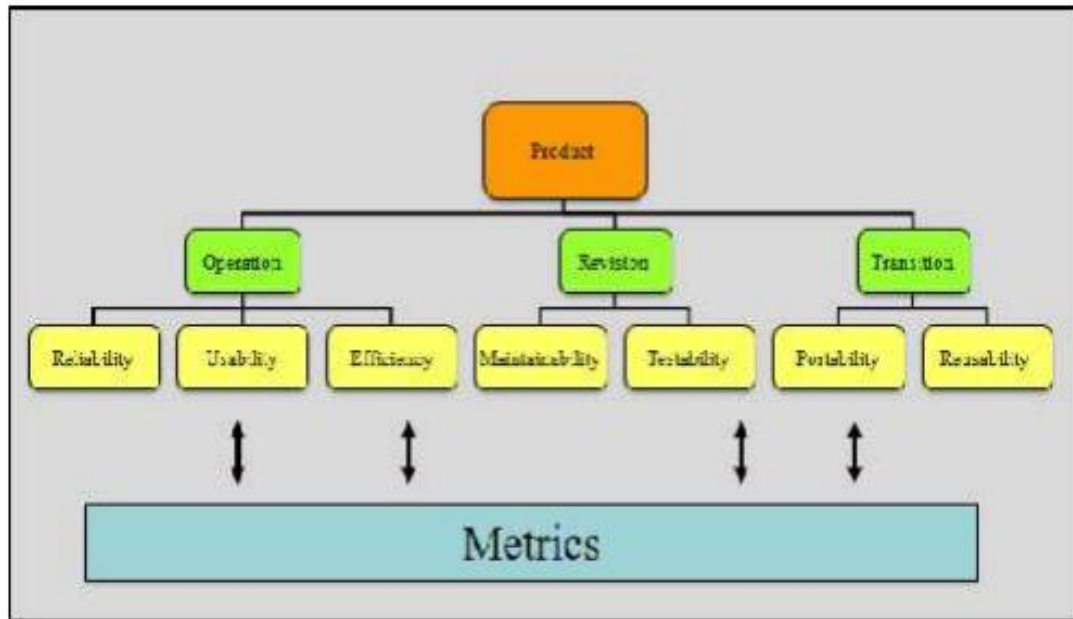 Product
Operation
Revision
Transition
Reliability
Usability
Efficiency
Maintainability
Testability
Portability
Reusability
Metrics